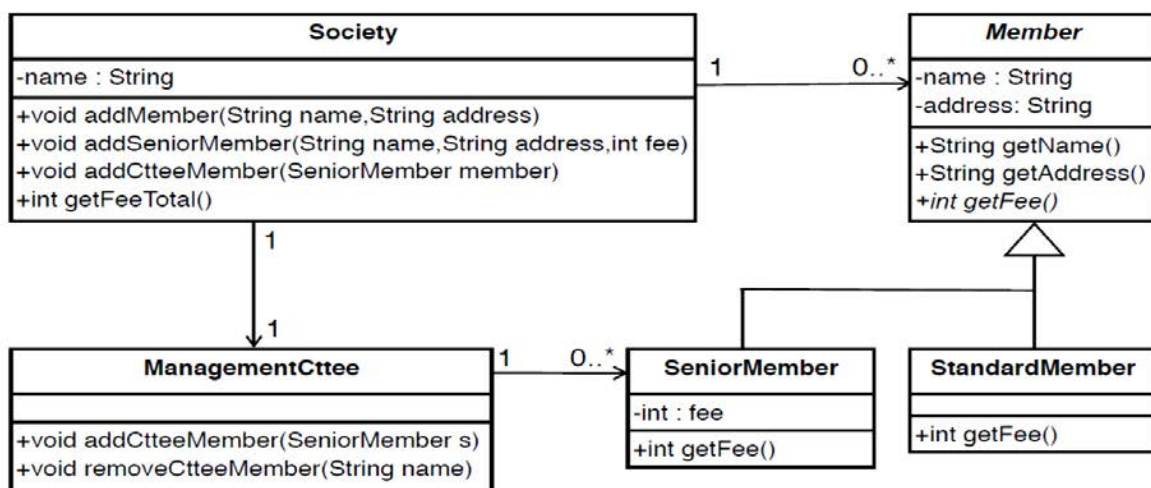 Society
-name : String
+void addMember(String name,String address)
+void addSeniorMember(String name,String address,int fee)
+void addCtteeMember(SeniorMember member)
+int getFeeTotal()
1
0..*
Member
-name : String
-address: String
+String getName()
+String getAddress()
+int getFee()
1
1
ManagementCttee
+void addCtteeMember(SeniorMember s)
+void removeCtteeMember(String name)
1
0..*
SeniorMember
-int : fee
+int getFee()
StandardMember
+int getFee()